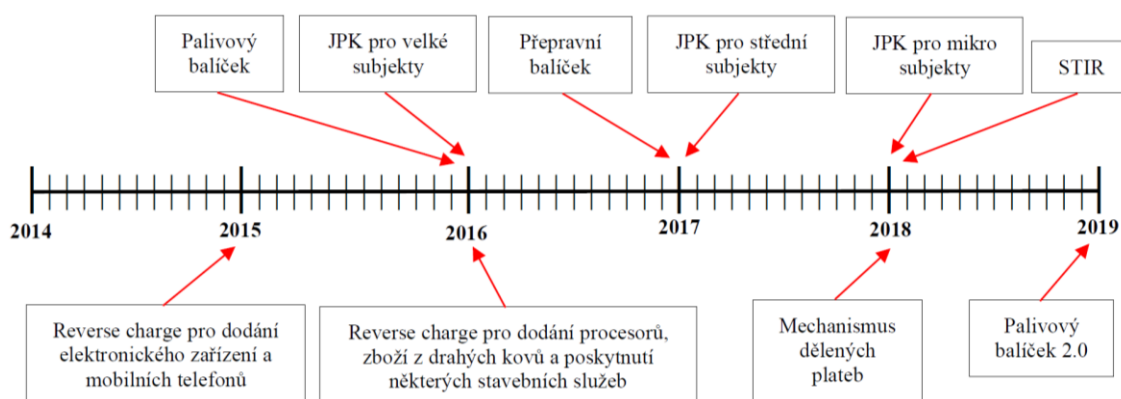 Palivový
balíček
JPK pro velké
subjekty
Přepravní
balíček
JPK pro střední
subjekty
JPK pro mikro
subjekty
STIR
2014
2015
2016
2017
2018
2019
Reverse charge pro dodání
elektronického zařízení a
mobilních telefonů
Reverse charge pro dodání procesorů,
zboží z drahých kovů a poskytnutí
některých stavebních služeb
Mechanismus
dělených
plateb
Palivový
balíček 2.0